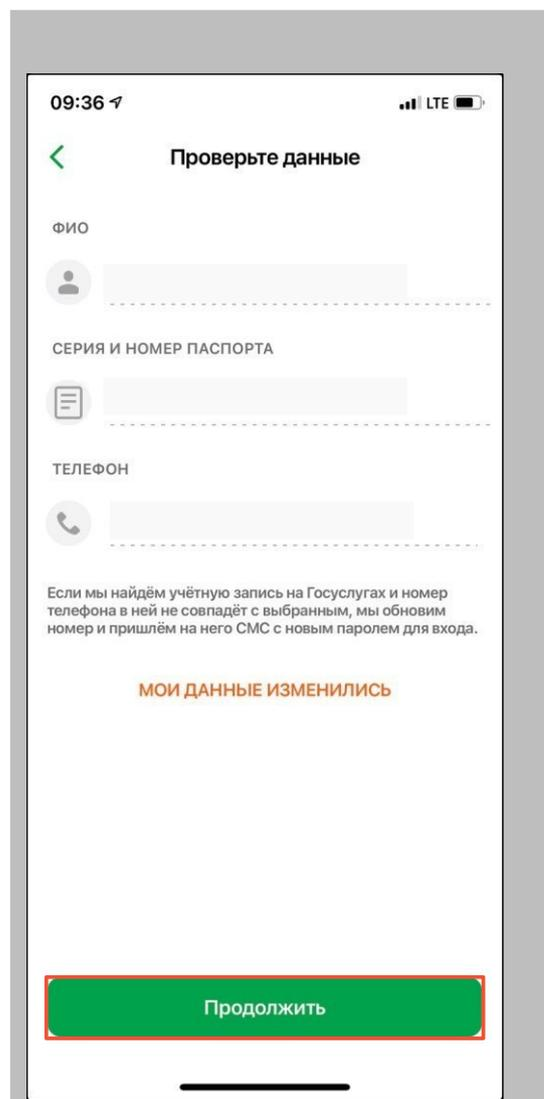 09:36
LTE
Проверьте данные
ФИО
СЕРИЯ И НОМЕР ПАСПОРТА
ТЕЛЕФОН
Если мы найдём учётную запись на Госуслугах и номер
телефона в ней не совпадёт с выбранным, мы обновим
номер и пришлём на него СМС с новым паролем для входа.
МОИ ДАННЫЕ ИЗМЕНИЛИСЬ
Продолжить